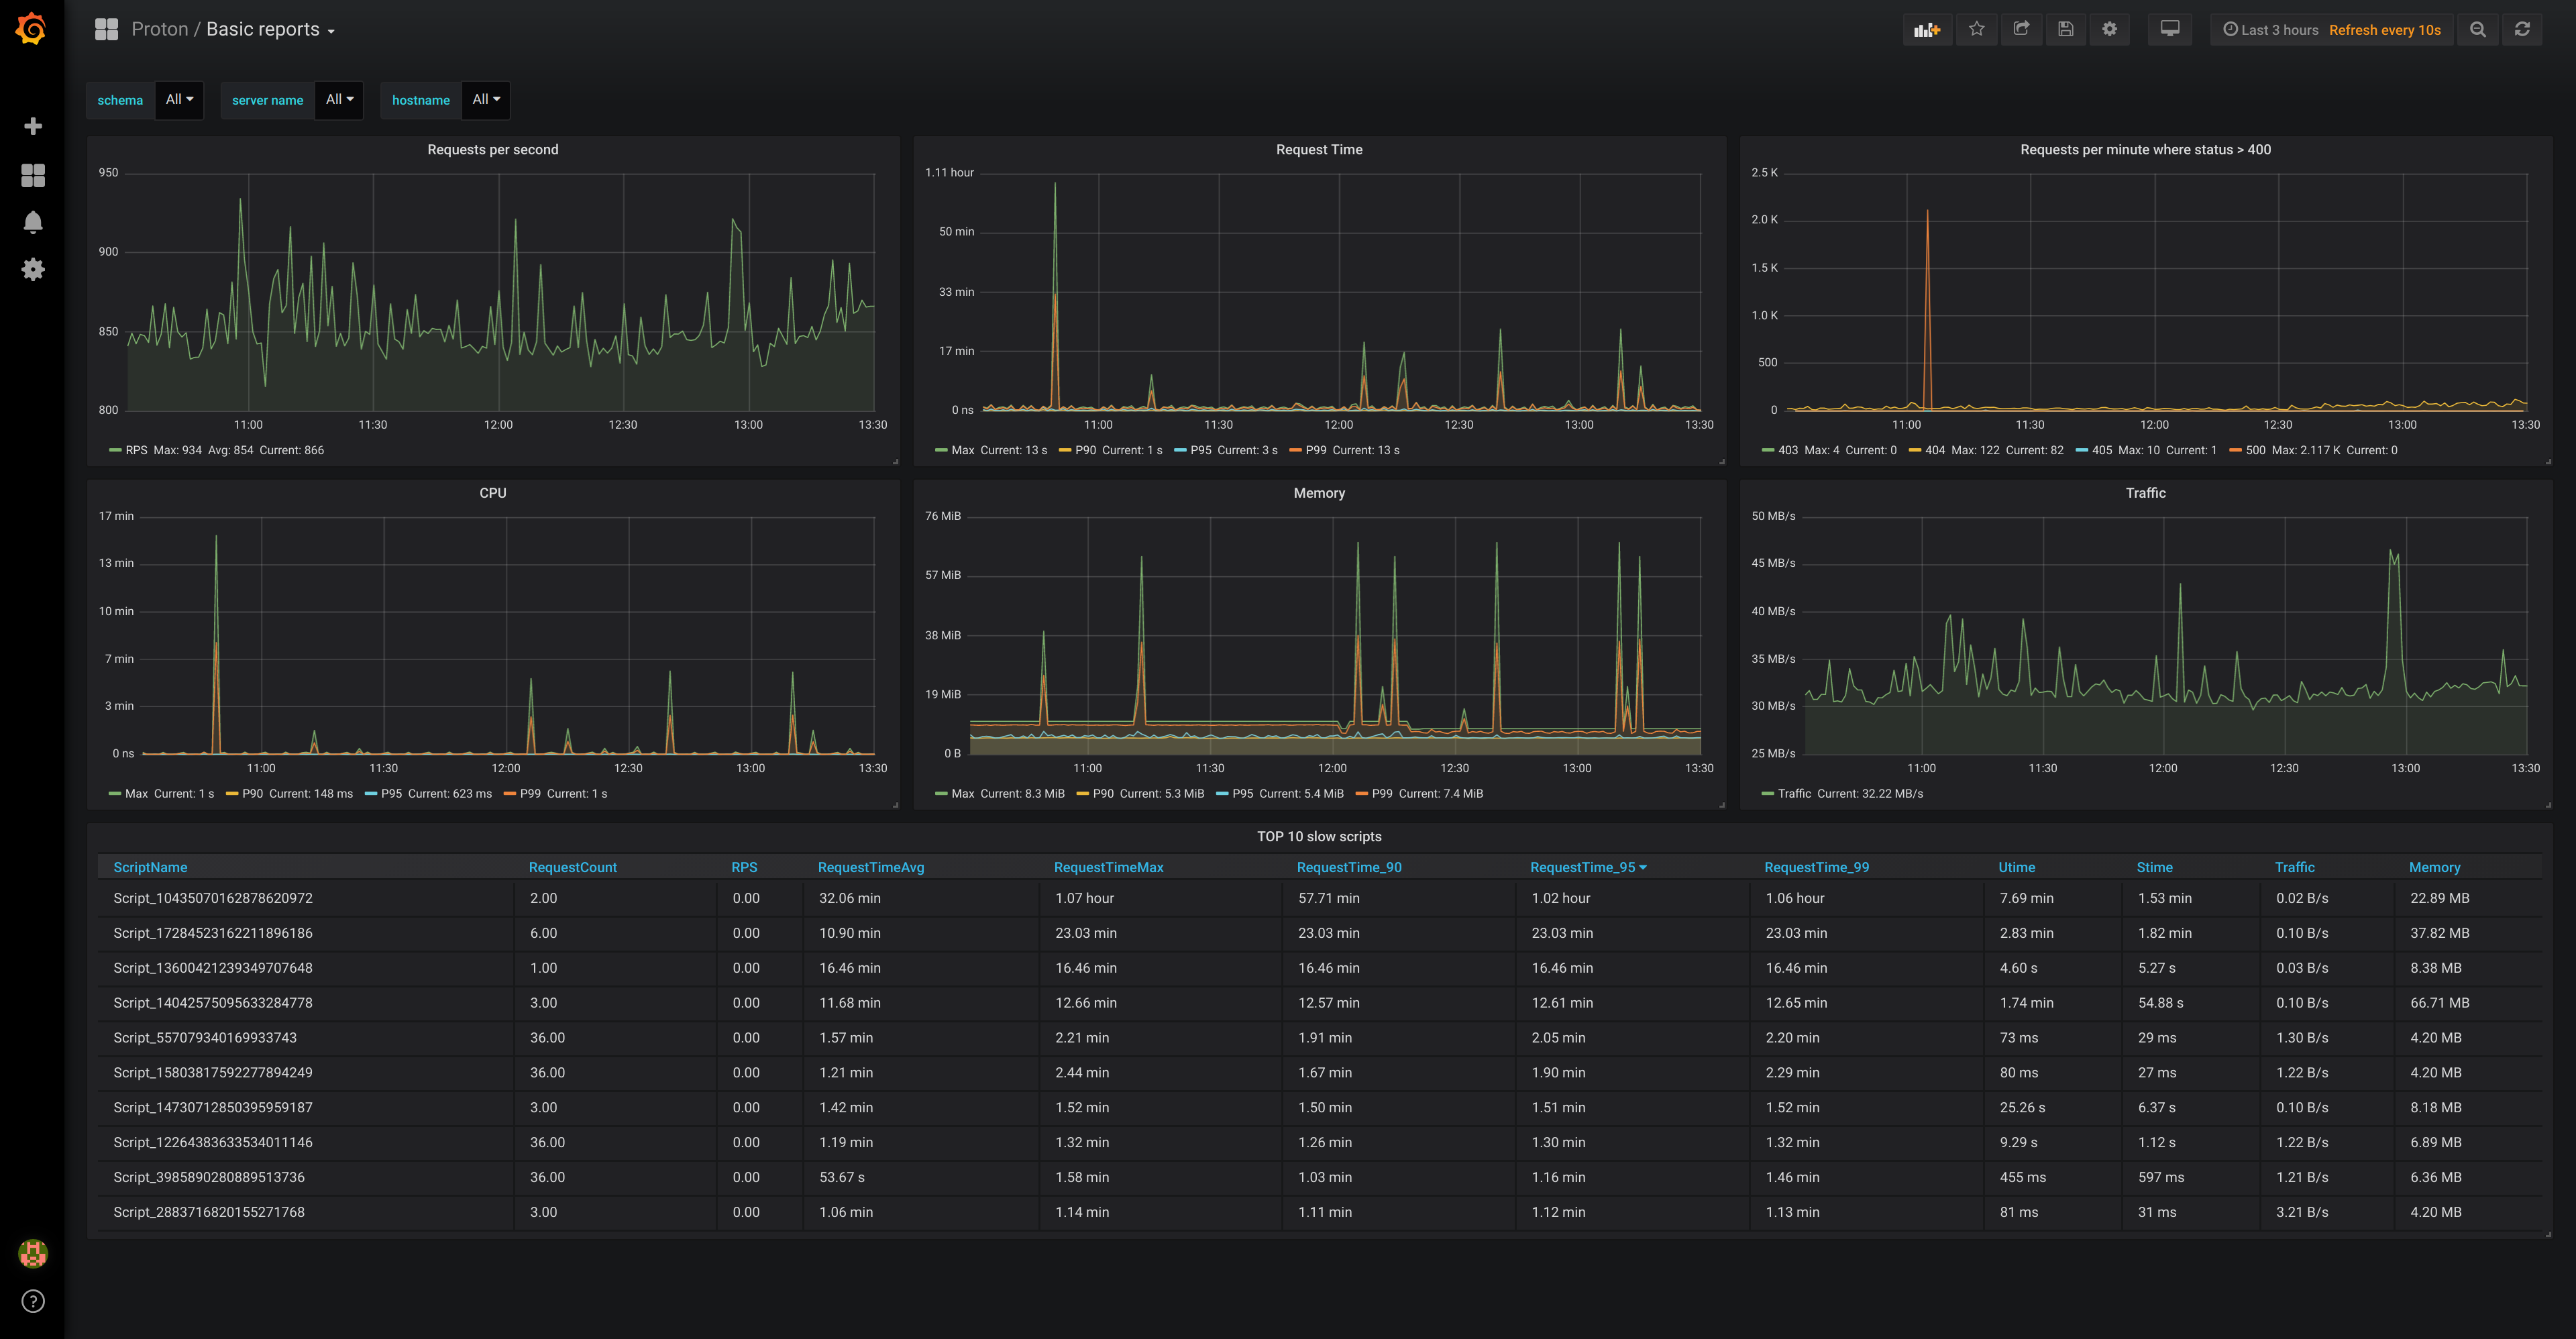 Proton / Basic reports
Last 3 hours Refresh every 10s
schema All server name All hostname All
Requests per second
950
900
850
800
11:00 11:30 12:00 12:30 13:00 13:30
RPS Max: 934 Avg: 854 Current: 866
Request Time
1.11 hour
50 min
33 min
17 min
0 ns
11:00 11:30 12:00 12:30 13:00 13:30
Max Current: 13 s P90 Current: 1 s P95 Current: 3 s P99 Current: 13 s
Requests per minute where status > 400
2.5 K
2.0 K
1.5 K
1.0 K
500
0
11:00 11:30 12:00 12:30 13:00 13:30
403 Max: 4 Current: 0 404 Max: 122 Current: 82 405 Max: 10 Current: 1 500 Max: 2.117 K Current: 0
CPU
17 min
13 min
10 min
7 min
3 min
0 ns
11:00 11:30 12:00 12:30 13:00 13:30
Max Current: 1 s P90 Current: 148 ms P95 Current: 623 ms P99 Current: 1 s
Memory
76 MiB
57 MiB
38 MiB
19 MiB
0 B
11:00 11:30 12:00 12:30 13:00 13:30
Max Current: 8.3 MiB P90 Current: 5.3 MiB P95 Current: 5.4 MiB P99 Current: 7.4 MiB
Traffic
50 MB/s
45 MB/s
40 MB/s
35 MB/s
30 MB/s
25 MB/s
11:00 11:30 12:00 12:30 13:00 13:30
Traffic Current: 32.22 MB/s
TOP 10 slow scripts
ScriptName RequestCount RPS RequestTimeAvg RequestTimeMax RequestTime_90 RequestTime_95 RequestTime_99 Utime Stime Traffic Memory
Script_10435070162878620972 2.00 0.00 32.06 min 1.07 hour 57.71 min 1.02 hour 1.06 hour 7.69 min 1.53 min 0.02 B/s 22.89 MB
Script_17284523162211896186 6.00 0.00 10.90 min 23.03 min 23.03 min 23.03 min 23.03 min 2.83 min 1.82 min 0.10 B/s 37.82 MB
Script_13600421239349707648 1.00 0.00 16.46 min 16.46 min 16.46 min 16.46 min 16.46 min 4.60 s 5.27 s 0.03 B/s 8.38 MB
Script_14042575095633284778 3.00 0.00 11.68 min 12.66 min 12.57 min 12.61 min 12.65 min 1.74 min 54.88 s 0.10 B/s 66.71 MB
Script_557079340169933743 36.00 0.00 1.57 min 2.21 min 1.91 min 2.05 min 2.20 min 73 ms 29 ms 1.30 B/s 4.20 MB
Script_15803817592277894249 36.00 0.00 1.21 min 2.44 min 1.67 min 1.90 min 2.29 min 80 ms 27 ms 1.22 B/s 4.20 MB
Script_14730712850395959187 3.00 0.00 1.42 min 1.52 min 1.50 min 1.51 min 1.52 min 25.26 s 6.37 s 0.10 B/s 8.18 MB
Script_12264383633534011146 36.00 0.00 1.19 min 1.32 min 1.26 min 1.30 min 1.32 min 9.29 s 1.12 s 1.22 B/s 6.89 MB
Script_3985890280889513736 36.00 0.00 53.67 s 1.58 min 1.03 min 1.16 min 1.46 min 455 ms 597 ms 1.21 B/s 6.36 MB
Script_2883716820155271768 3.00 0.00 1.06 min 1.14 min 1.11 min 1.12 min 1.13 min 81 ms 31 ms 3.21 B/s 4.20 MB